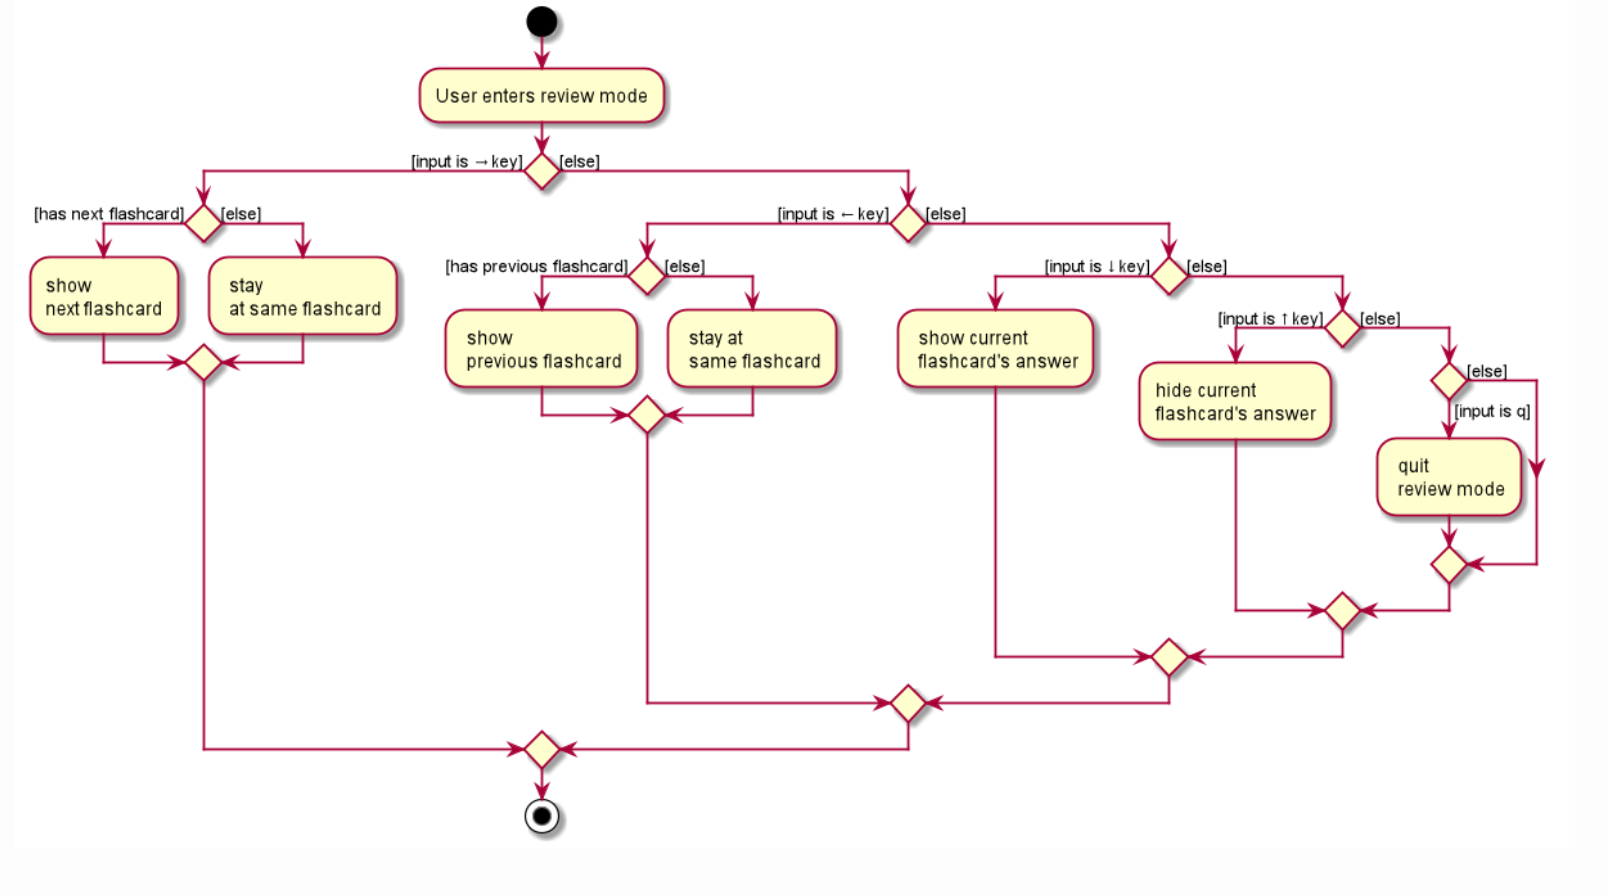 User enters review mode
[input is → key]
[else]
[has next flashcard]
[else]
[input is ← key]
[else]
show
next flashcard
stay
at same flashcard
[has previous flashcard]
[else]
[input is ↓ key]
[else]
show
previous flashcard
stay at
same flashcard
show current
flashcard's answer
[input is ↑ key]
[else]
hide current
flashcard's answer
[else]
[input is q]
quit
review mode